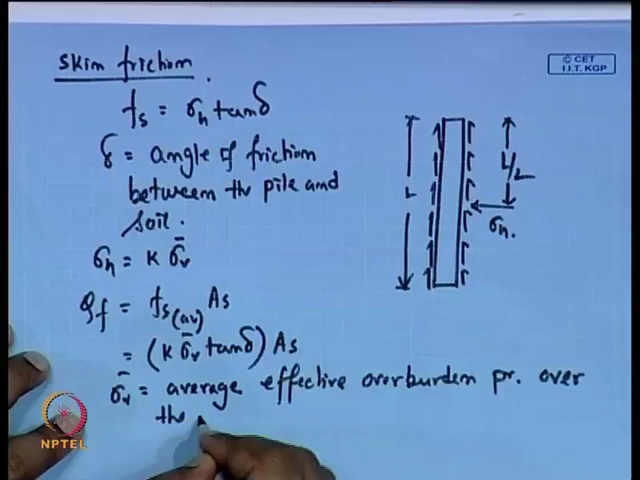 skin friction.
© CET
I.I.T. KGP
fs = σh tanδ
δ = angle of friction
between the pile and
soil.
σh = K σ̄v
Qf = fs(av) As
= (K σ̄v tanδ) As
σ̄v = average effective overburden pr. over
the
L
L/2
σh.
NPTEL